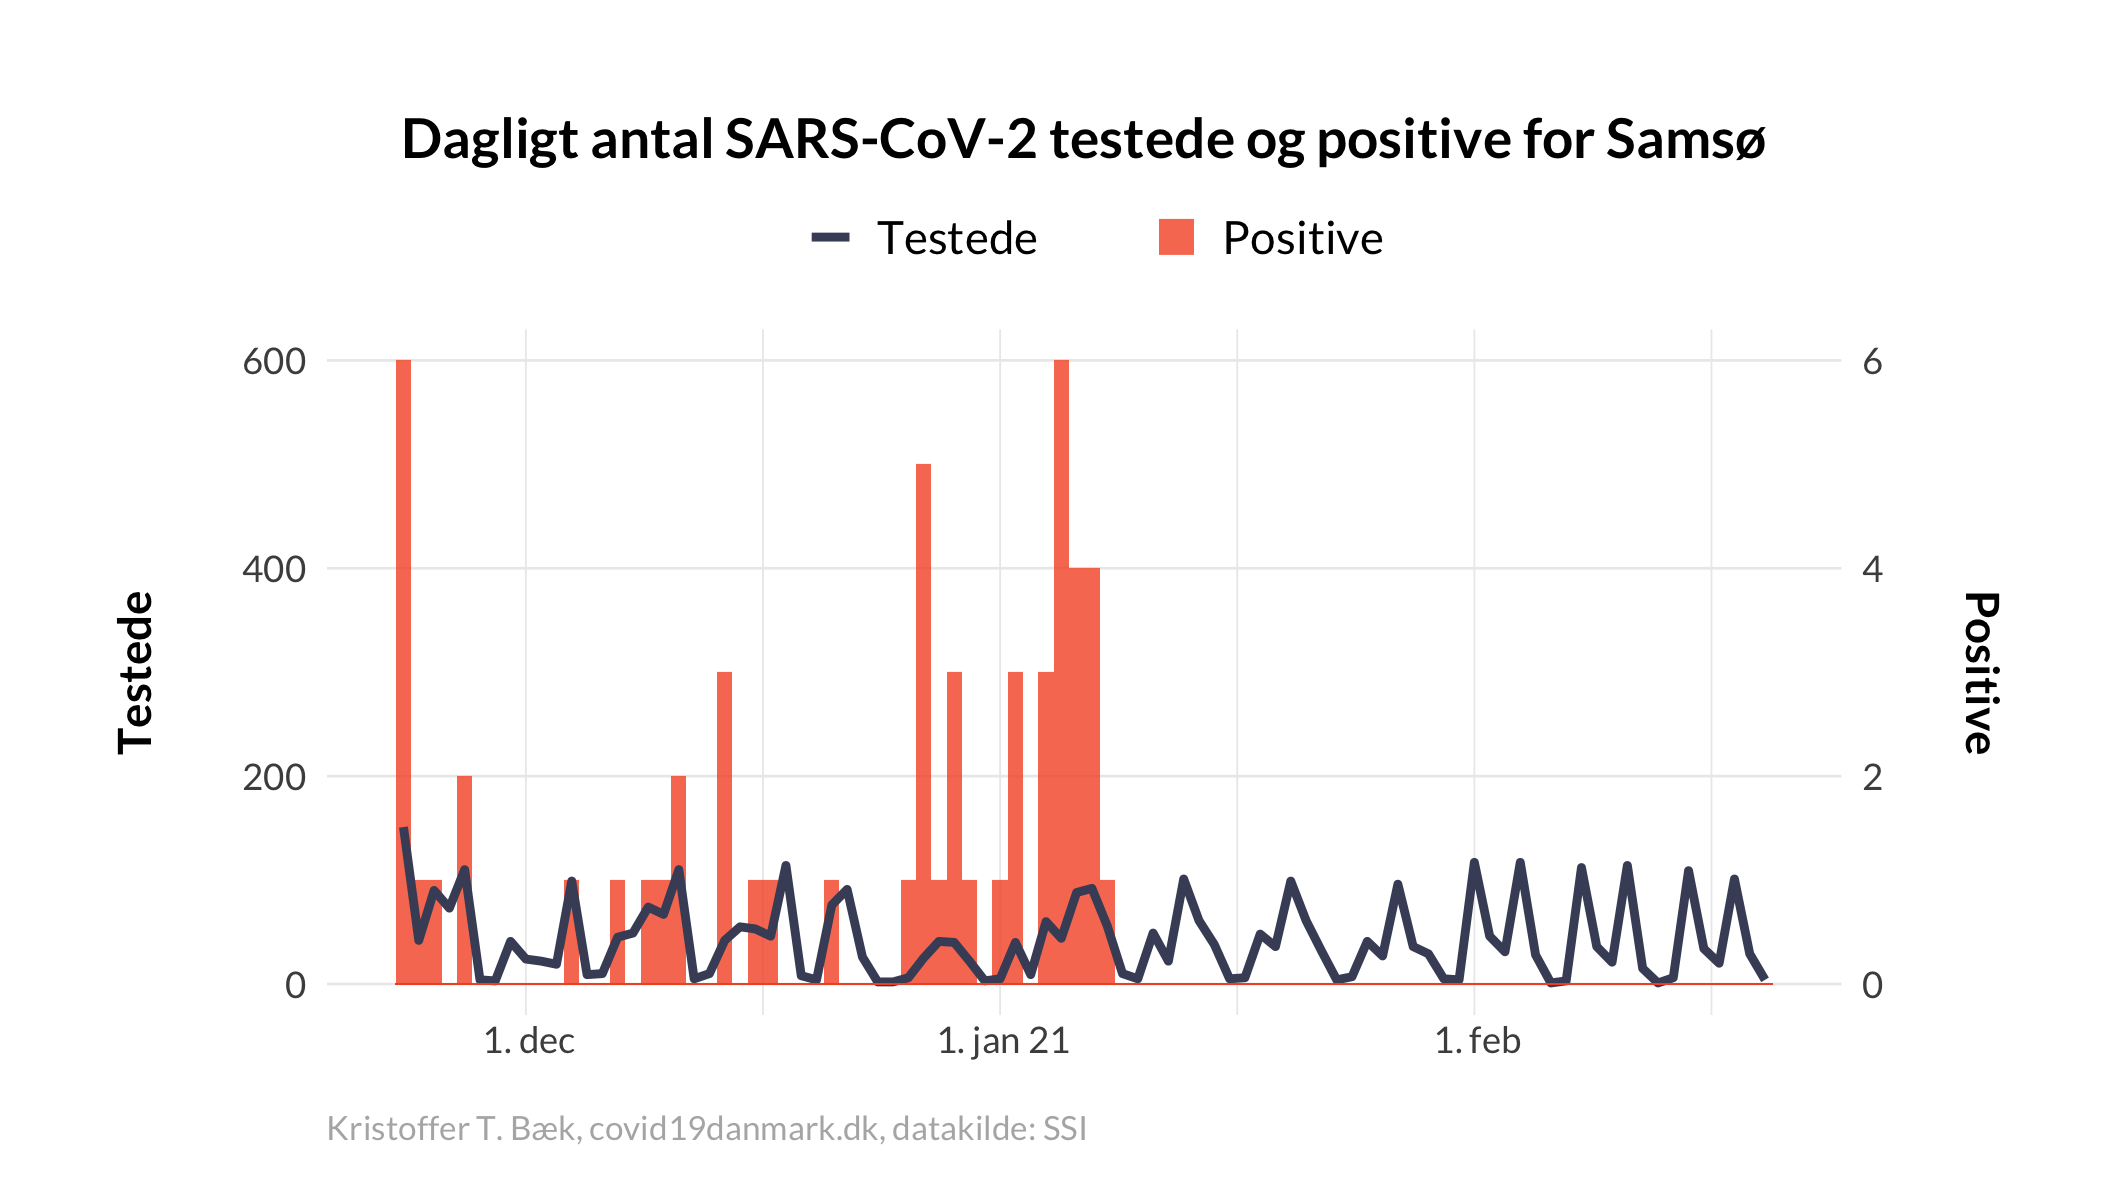 Dagligt antal SARS-CoV-2 testede og positive for Samsø
Testede
Positive
600
400
200
0
6
4
2
0
Testede
Positive
1. dec
1. jan 21
1. feb
Kristoffer T. Bæk, covid19danmark.dk, datakilde: SSI